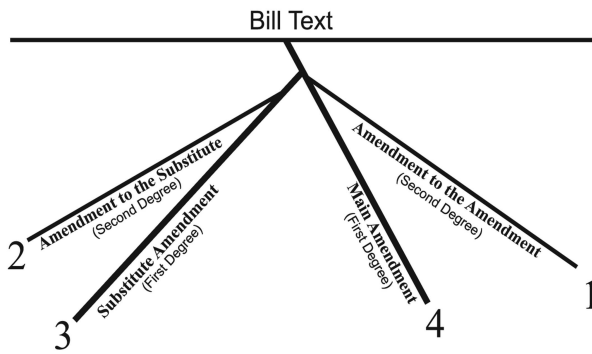 Bill Text
Amendment to the Substitute
(Second Degree)
2
Substitute Amendment
(First Degree)
3
Main Amendment
(First Degree)
4
Amendment to the Amendment
(Second Degree)
1